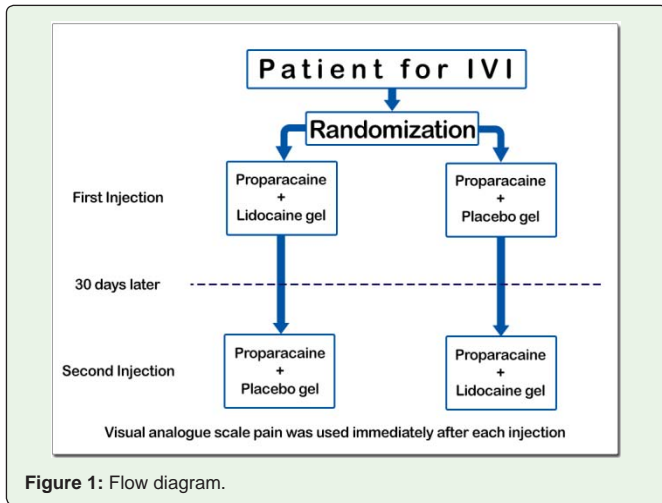 Patient for IVI
Randomization
First Injection
Proparacaine
+
Lidocaine gel
Proparacaine
+
Placebo gel
30 days later
Second Injection
Proparacaine
+
Placebo gel
Proparacaine
+
Lidocaine gel
Visual analogue scale pain was used immediately after each injection
Figure 1: Flow diagram.